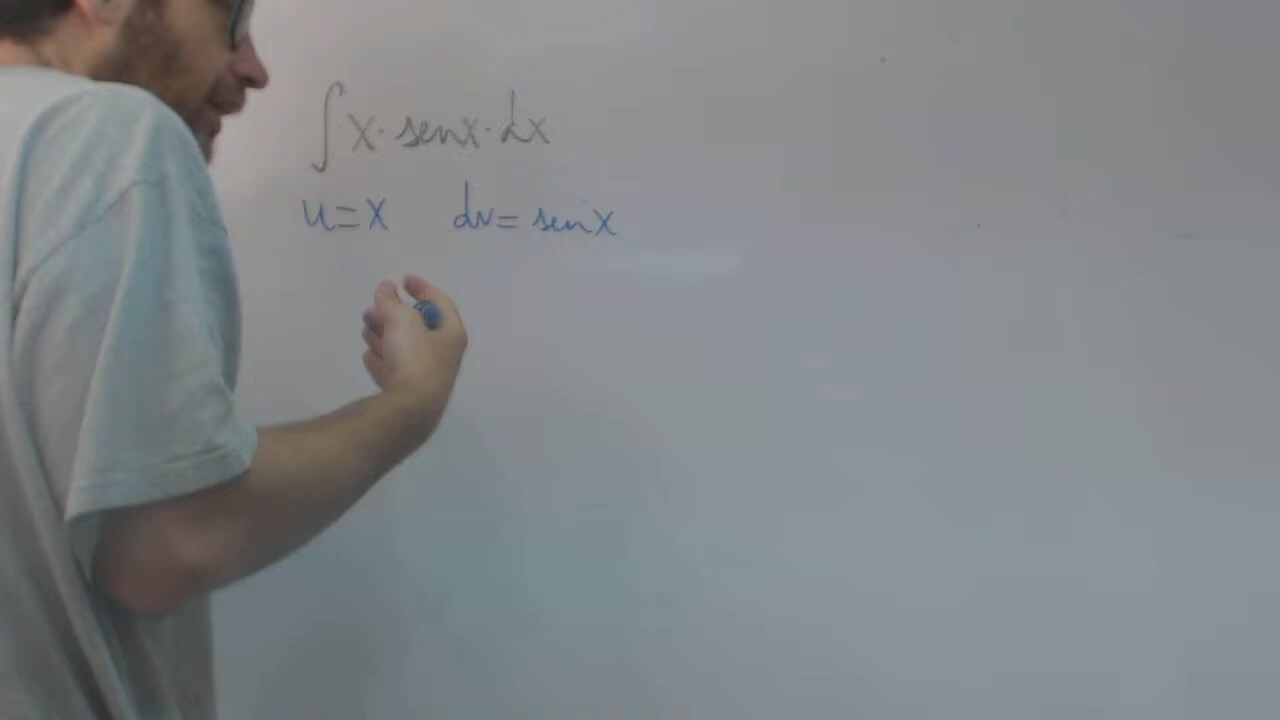 ∫ x · senx · dx
u = x dv = senx